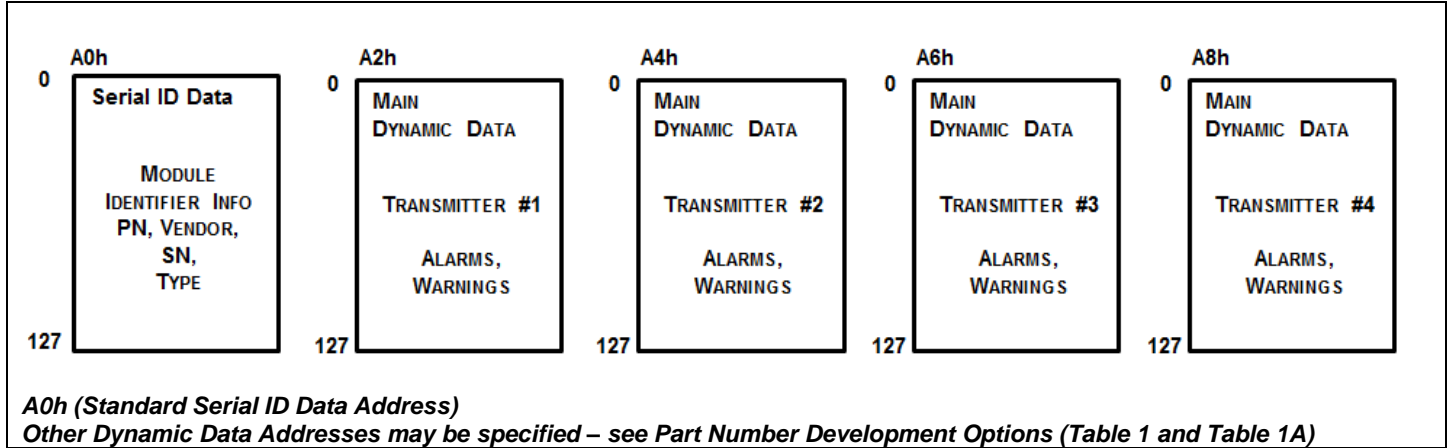 A0h
0
Serial ID Data
MODULE
IDENTIFIER INFO
PN, VENDOR,
SN,
TYPE
127
A2h
0
MAIN
DYNAMIC DATA
TRANSMITTER #1
ALARMS,
WARNINGS
127
A4h
0
MAIN
DYNAMIC DATA
TRANSMITTER #2
ALARMS,
WARNINGS
127
A6h
0
MAIN
DYNAMIC DATA
TRANSMITTER #3
ALARMS,
WARNINGS
127
A8h
0
MAIN
DYNAMIC DATA
TRANSMITTER #4
ALARMS,
WARNINGS
127
A0h (Standard Serial ID Data Address)
Other Dynamic Data Addresses may be specified – see Part Number Development Options (Table 1 and Table 1A)